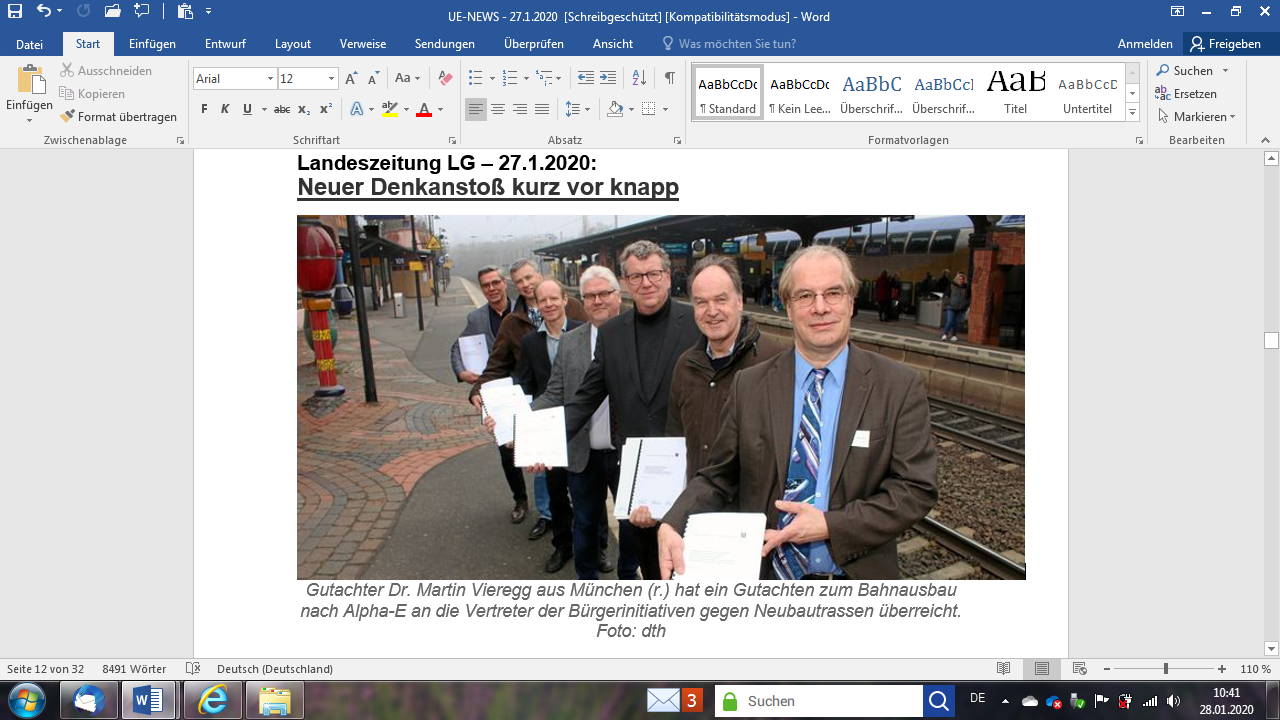 UE-NEWS - 27.1.2020 [Schreibgeschützt] [Kompatibilitätsmodus] - Word
Datei Start Einfügen Entwurf Layout Verweise Sendungen Überprüfen Ansicht Was möchten Sie tun? Anmelden Freigeben
Einfügen
Ausschneiden
Kopieren
Format übertragen
Zwischenablage
Arial 12
F K U abc x₂ x²
Schriftart
Absatz
AaBbCcDc AaBbCcDc AaBbC AaBbCcI AaB AaBbCcD
¶ Standard ¶ Kein Lee... Überschrif... Überschrif... Titel Untertitel
Formatvorlagen
Suchen
Ersetzen
Markieren
Bearbeiten
Landeszeitung LG – 27.1.2020:
Neuer Denkanstoß kurz vor knapp
Gutachter Dr. Martin Vieregg aus München (r.) hat ein Gutachten zum Bahnausbau
nach Alpha-E an die Vertreter der Bürgerinitiativen gegen Neubautrassen überreicht.
Foto: dth
Seite 12 von 32 8491 Wörter Deutsch (Deutschland) 110 %
3 Suchen DE 10:41
28.01.2020